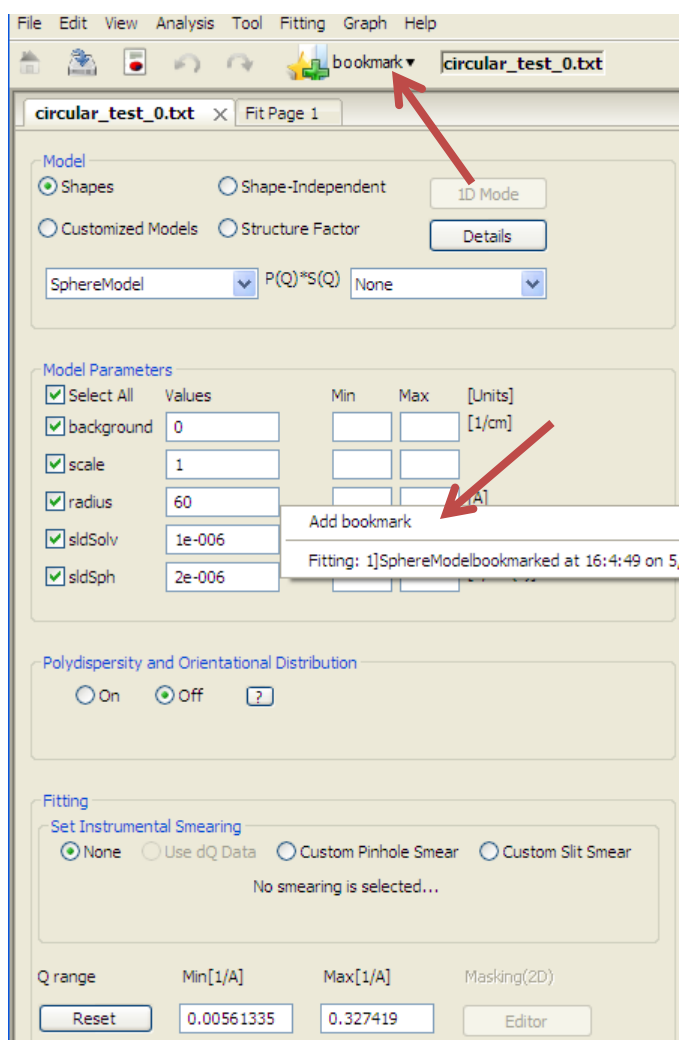 File Edit View Analysis Tool Fitting Graph Help
bookmark circular_test_0.txt
circular_test_0.txt Fit Page 1
Model
Shapes Shape-Independent 1D Mode
Customized Models Structure Factor Details
SphereModel P(Q)*S(Q) None
Model Parameters
Select All Values Min Max [Units]
background 0 [1/cm]
scale 1
radius 60 [A]
Add bookmark
sldSolv 1e-006
Fitting: 1]SphereModelbookmarked at 16:4:49 on 5,
sldSph 2e-006
Polydispersity and Orientational Distribution
On Off ?
Fitting
Set Instrumental Smearing
None Use dQ Data Custom Pinhole Smear Custom Slit Smear
No smearing is selected...
Q range Min[1/A] Max[1/A] Masking(2D)
Reset 0.00561335 0.327419 Editor